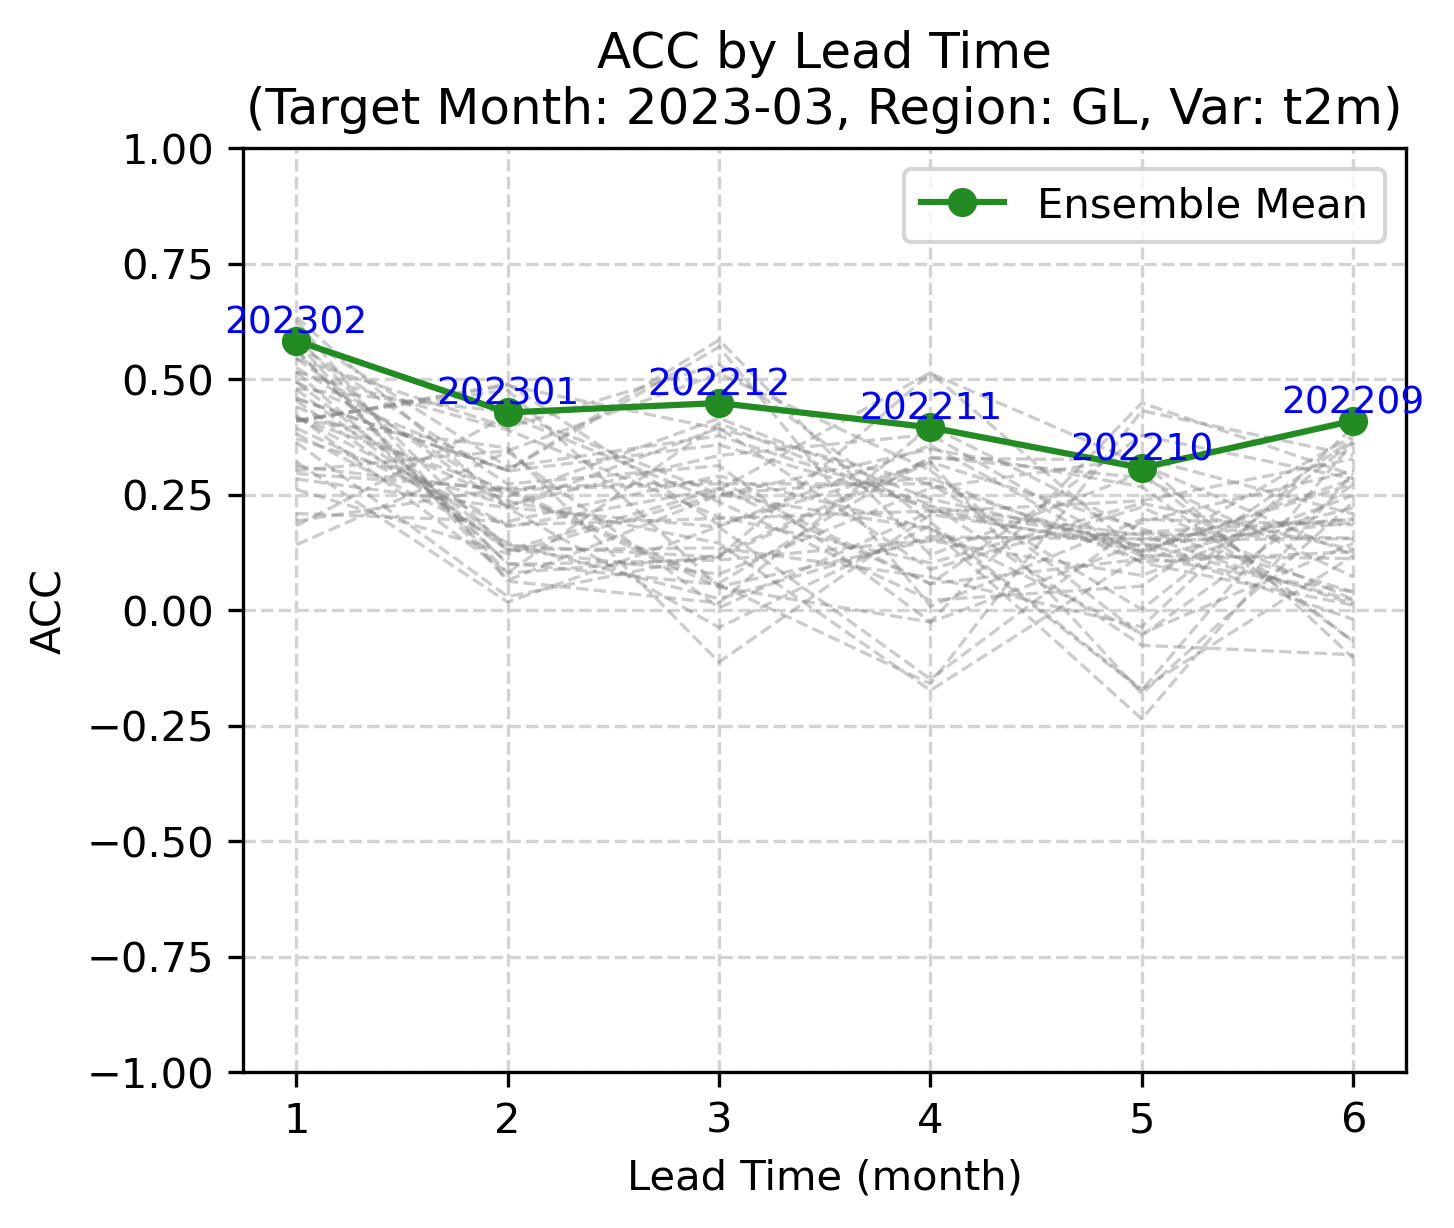 ACC by Lead Time
(Target Month: 2023-03, Region: GL, Var: t2m)
1.00
0.75
0.50
0.25
0.00
−0.25
−0.50
−0.75
−1.00
ACC
Ensemble Mean
202302
202301
202212
202211
202210
202209
1 2 3 4 5 6
Lead Time (month)